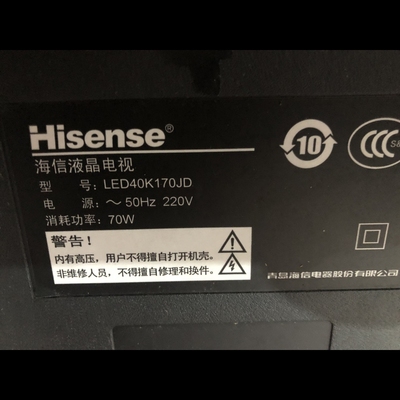 Hisense®
海信液晶电视
型 号：LED40K170JD
电 源：～ 50Hz 220V
消耗功率：70W
10
CCC
S&
警告！
内有高压，用户不得擅自打开机壳。
非维修人员，不得擅自修理和换件。
青岛海信电器股份有限公司